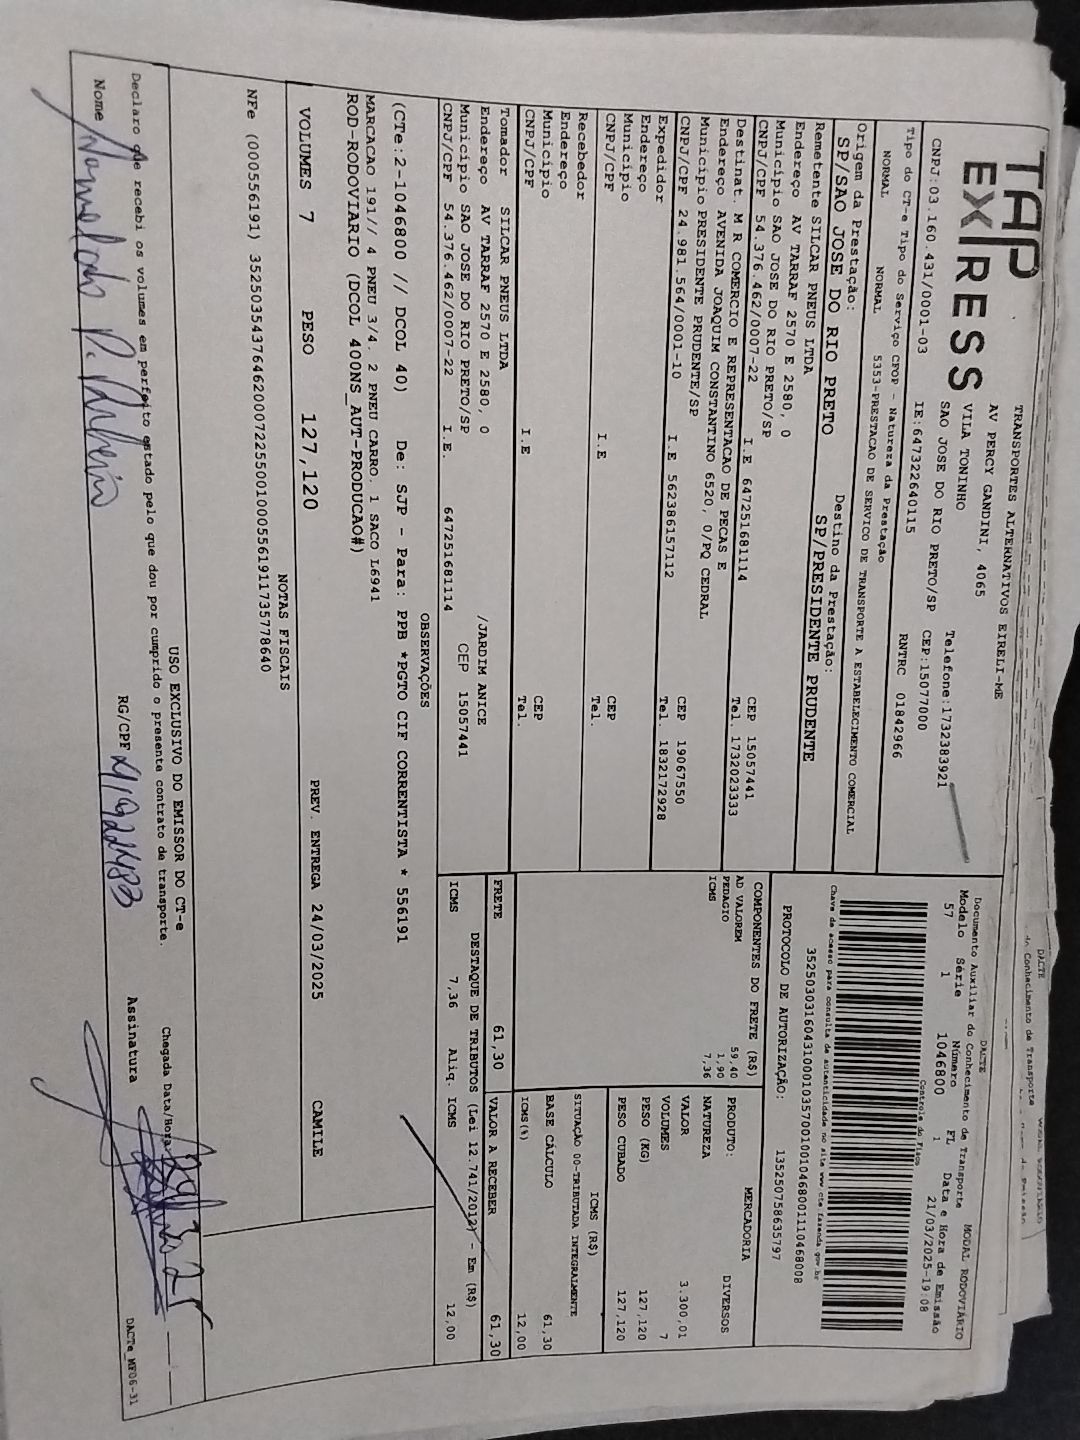 TAP
EXPRESS
TRANSPORTES ALTERNATIVOS EIRELI-ME
AV PERCY GANDINI, 4065
VILA TONINHO
SAO JOSE DO RIO PRETO/SP CEP:15077000
Telefone:1732383921
CNPJ:03.160.431/0001-03 IE:647322640115 RNTRC 01842966
Tipo do CT-e Tipo do Serviço CFOP - Natureza da Prestação
NORMAL NORMAL 5353-PRESTACAO DE SERVICO DE TRANSPORTE A ESTABELECIMENTO COMERCIAL
Origem da Prestação: Destino da Prestação:
SP/SAO JOSE DO RIO PRETO SP/PRESIDENTE PRUDENTE
Remetente SILCAR PNEUS LTDA
Endereço AV TARRAF 2570 E 2580, 0
Município SAO JOSE DO RIO PRETO/SP CEP 15057441
CNPJ/CPF 54.376.462/0007-22 I.E 647251681114 Tel. 1732023333
Destinat. M R COMERCIO E REPRESENTACAO DE PECAS E
Endereço AVENIDA JOAQUIM CONSTANTINO 6520, 0/PQ CEDRAL
Município PRESIDENTE PRUDENTE/SP CEP 19067550
CNPJ/CPF 24.981.564/0001-10 I.E 562386157112 Tel. 1832172928
Expedidor
Endereço
Município CEP
CNPJ/CPF I.E Tel.
Recebedor
Endereço
Município CEP
CNPJ/CPF I.E Tel.
Tomador SILCAR PNEUS LTDA
Endereço AV TARRAF 2570 E 2580, 0 /JARDIM ANICE
Município SAO JOSE DO RIO PRETO/SP CEP 15057441
CNPJ/CPF 54.376.462/0007-22 I.E. 647251681114
DACTE
Documento Auxiliar do Conhecimento de Transporte MODAL RODOVIÁRIO
Modelo Série Número FL Data e Hora de Emissão
57 1 1046800 1 21/03/2025-19:08
Controle do Fisco
Chave de acesso para consulta de autenticidade no site www.cte.fazenda.gov.br
35250303160431000103570010010468001110468008
PROTOCOLO DE AUTORIZAÇÃO: 135250758635797
COMPONENTES DO FRETE (R$)
AD VALOREM 59,40
PEDAGIO 1,90
ICMS 7,36
MERCADORIA
PRODUTO: DIVERSOS
NATUREZA
VALOR 3.300,01
VOLUMES 7
PESO (KG) 127,120
PESO CUBADO 127,120
ICMS (R$)
SITUAÇÃO 00-TRIBUTADA INTEGRALMENTE
BASE CÁLCULO 61,30
ICMS(%) 12,00
FRETE 61,30 VALOR A RECEBER 61,30
DESTAQUE DE TRIBUTOS (Lei 12.741/2012) - Em (R$)
ICMS 7,36 Aliq. ICMS 12,00
OBSERVAÇÕES
(CTe:2-1046800 // DCOL 40) De: SJP - Para: PPB *PGTO CIF CORRENTISTA * 556191
MARCACAO 191// 4 PNEU 3/4. 2 PNEU CARRO. 1 SACO L6941
ROD-RODOVIARIO (DCOL 400NS_AUT-PRODUCAO#)
VOLUMES 7 PESO 127,120 PREV. ENTREGA 24/03/2025 CAMILE
NOTAS FISCAIS
NFe (000556191) 35250354376462000722550010005561911735778640
USO EXCLUSIVO DO EMISSOR DO CT-e
Declaro que recebi os volumes em perfeito estado pelo que dou por cumprido o presente contrato de transporte.
Chegada Data/Hora
Nome RG/CPF Assinatura
DACTe_MF06-31